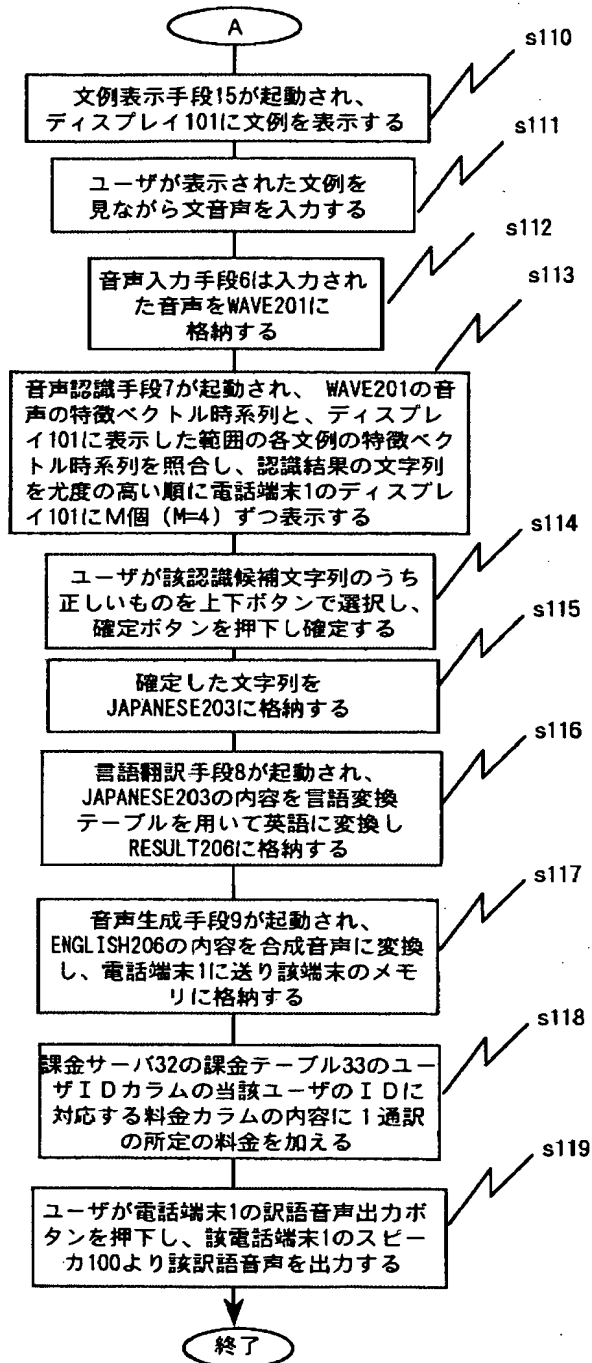 A
s110
文例表示手段15が起動され、
ディスプレイ101に文例を表示する
s111
ユーザが表示された文例を
見ながら文音声を入力する
s112
音声入力手段6は入力され
た音声をWAVE201に
格納する
s113
音声認識手段7が起動され、 WAVE201の音
声の特徴ベクトル時系列と、ディスプレ
イ101に表示した範囲の各文例の特徴ベク
トル時系列を照合し、認識結果の文字列
を尤度の高い順に電話端末1のディスプレ
イ101にM個（M=4）ずつ表示する
s114
ユーザが該認識候補文字列のうち
正しいものを上下ボタンで選択し、
確定ボタンを押下し確定する
s115
確定した文字列を
JAPANESE203に格納する
s116
言語翻訳手段8が起動され、
JAPANESE203の内容を言語変換
テーブルを用いて英語に変換し
RESULT206に格納する
s117
音声生成手段9が起動され、
ENGLISH206の内容を合成音声に変換
し、電話端末1に送り該端末のメモ
リに格納する
s118
課金サーバ32の課金テーブル33のユー
ザＩＤカラムの当該ユーザのＩＤに
対応する料金カラムの内容に１通訳
の所定の料金を加える
s119
ユーザが電話端末1の訳語音声出力ボ
タンを押下し、該電話端末1のスピー
カ100より該訳語音声を出力する
終了